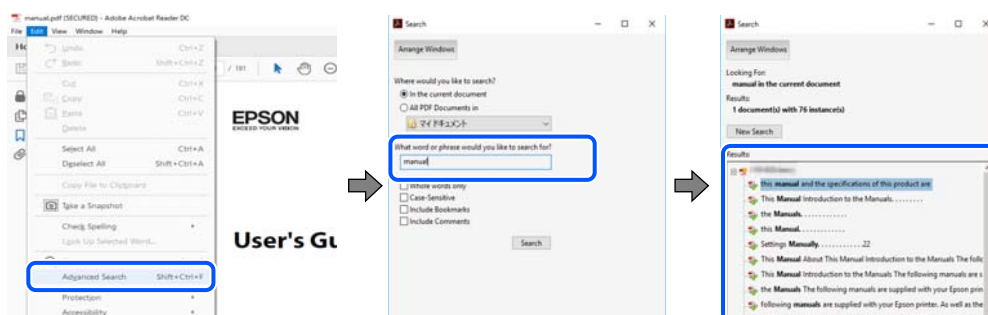 manual.pdf (SECURED) - Adobe Acrobat Reader DC
File Edit View Window Help
Undo Ctrl+Z
Redo Shift+Ctrl+Z
Cut Ctrl+X
Copy Ctrl+C
Paste Ctrl+V
Delete
Select All Ctrl+A
Deselect All Shift+Ctrl+A
Copy File to Clipboard
Take a Snapshot
Check Spelling
Look Up Selected Word...
Advanced Search Shift+Ctrl+F
Protection
Accessibility
/ 181
EPSON
EXCEED YOUR VISION
User's Gu
Search
Arrange Windows
Where would you like to search?
In the current document
All PDF Documents in
マイ ドキュメント
What word or phrase would you like to search for?
manual
Whole words only
Case-Sensitive
Include Bookmarks
Include Comments
Search
Search
Arrange Windows
Looking For:
manual in the current document
Results:
1 document(s) with 76 instance(s)
New Search
Results
this manual and the specifications of this product are
This Manual Introduction to the Manuals. . . . . . . . .
the Manuals. . . . . . . . . . . . .
this Manual. . . . . . . . . . . . .
Settings Manually. . . . . . . . . . . . .22
This Manual About This Manual Introduction to the Manuals The follo
This Manual Introduction to the Manuals The following manuals are s
the Manuals The following manuals are supplied with your Epson prin
following manuals are supplied with your Epson printer. As well as the